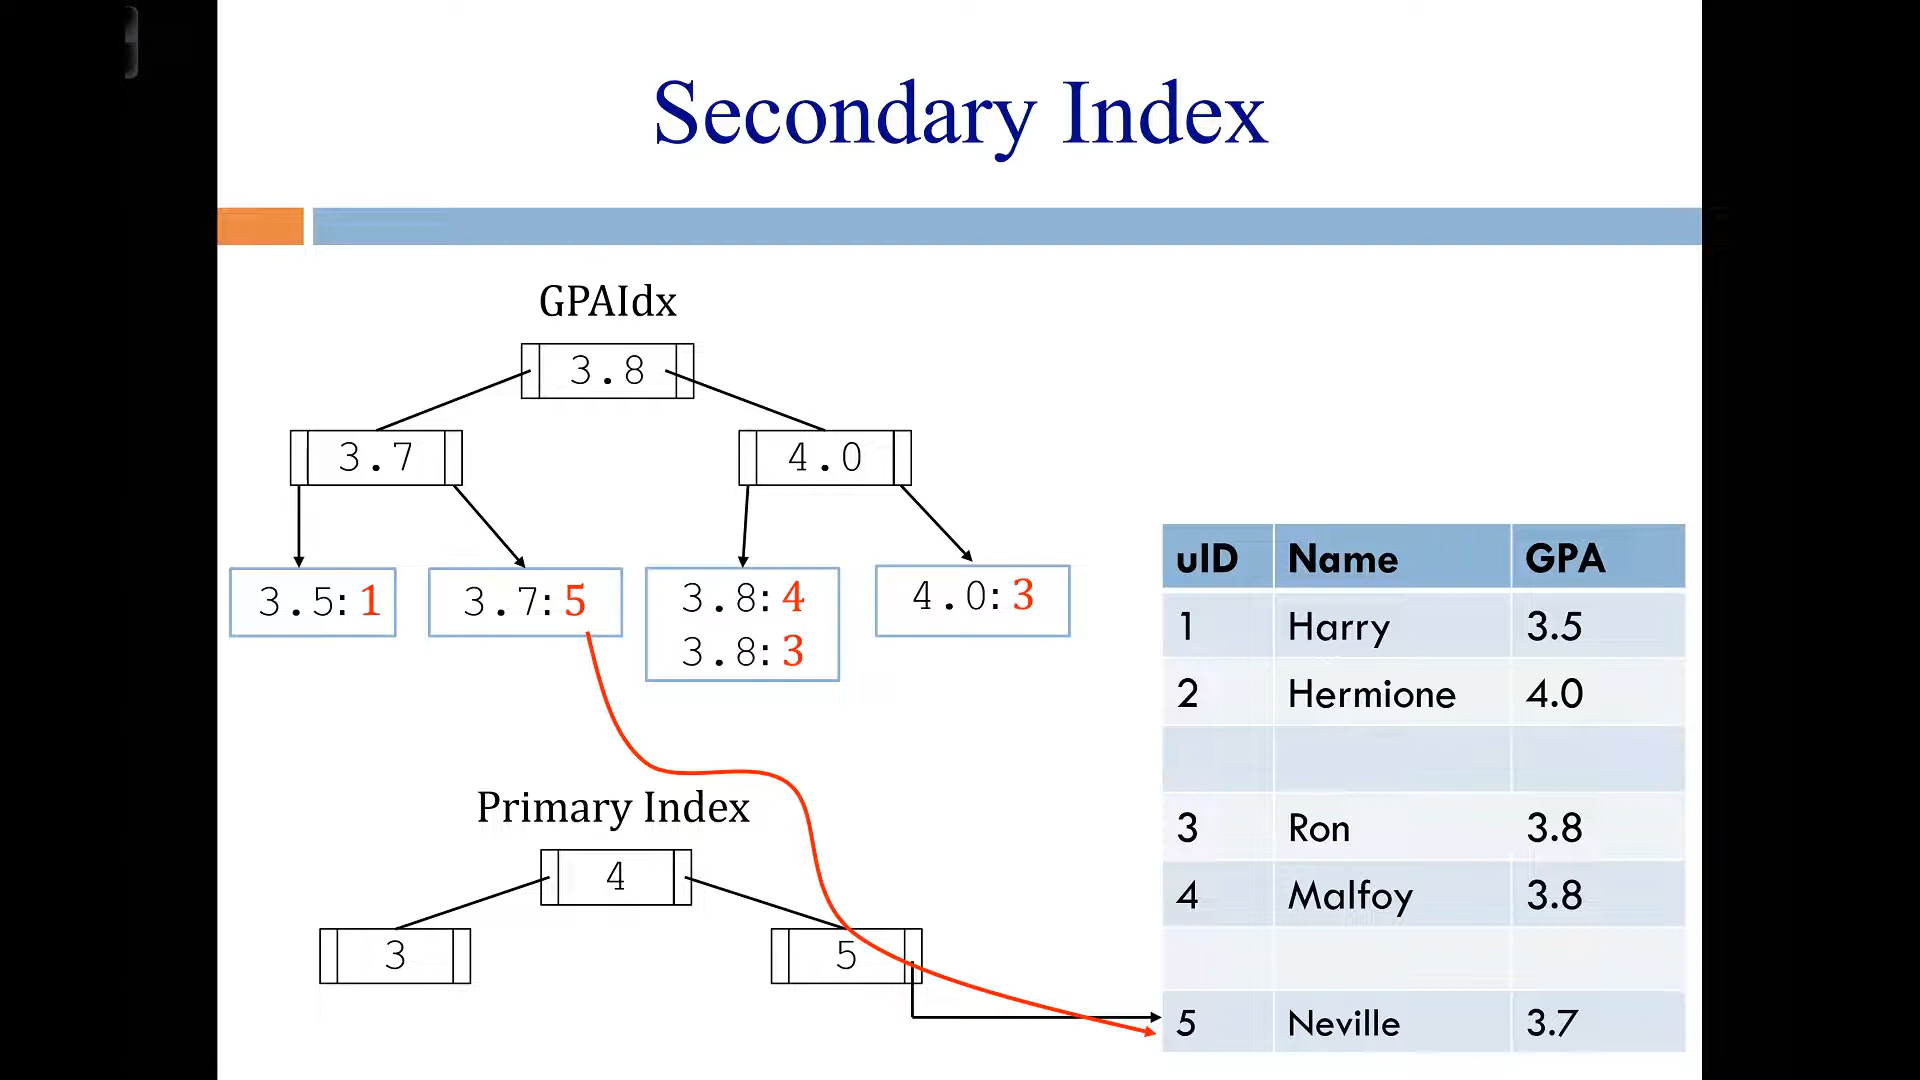 Secondary Index
GPAIdx
3.8
3.7 4.0
3.5:1 3.7:5 3.8:4 4.0:3
3.8:3
Primary Index
4
3 5
uID Name GPA
1 Harry 3.5
2 Hermione 4.0
3 Ron 3.8
4 Malfoy 3.8
5 Neville 3.7